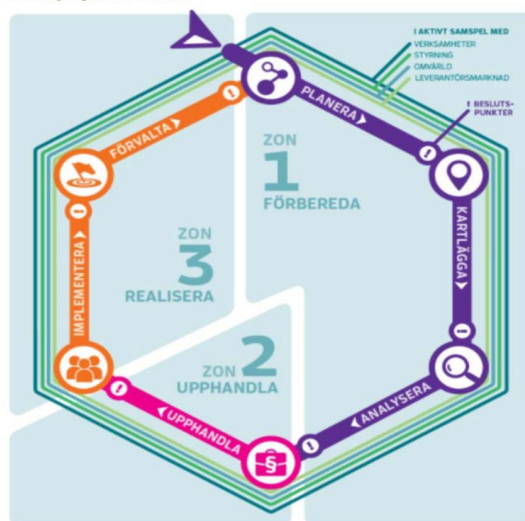 I AKTIVT SAMSPEL MED
VERKSAMHETER
STYRNING
OMVÄRLD
LEVERANTÖRSMARKNAD
! BESLUTS-
PUNKTER
PLANERA
!
KARTLÄGGA
!
ANALYSERA
!
§
UPPHANDLA
!
IMPLEMENTERA
!
FÖRVALTA
!
ZON
1
FÖRBEREDA
ZON
3
REALISERA
ZON 2
UPPHANDLA